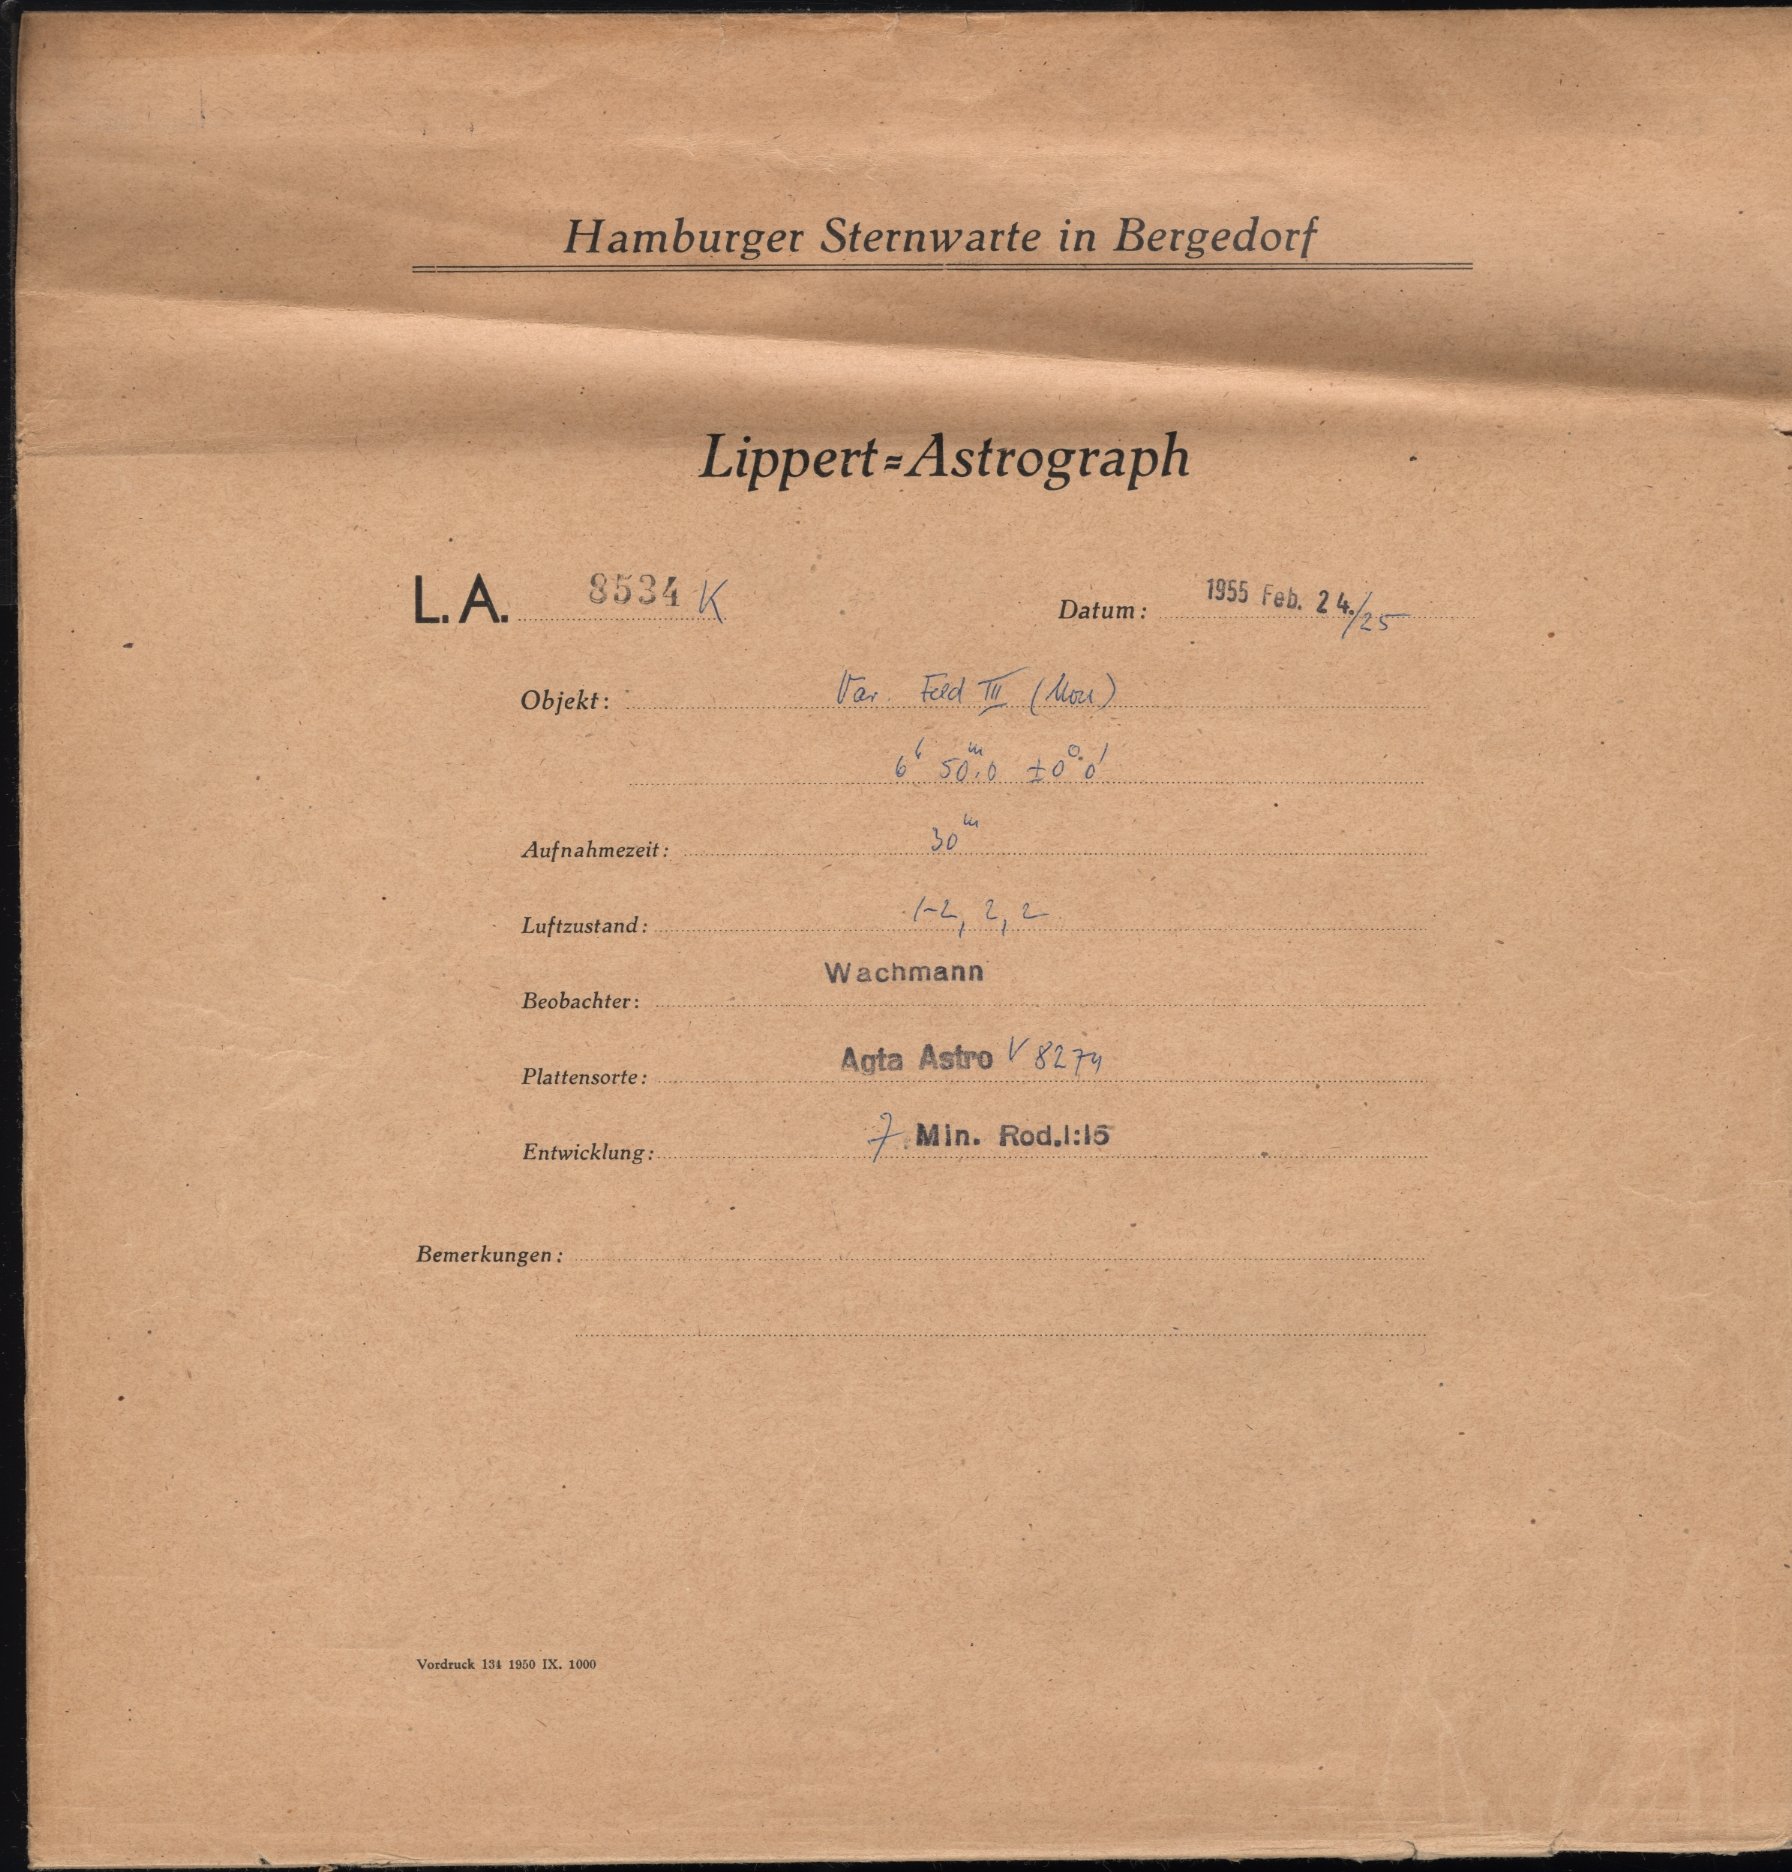 Hamburger Sternwarte in Bergedorf
Lippert=Astrograph
L. A. 8534 K Datum: 1955 Feb. 24./25
Objekt: Var. Feld III (Mon)
6h 50m.0 ±0°.0'
Aufnahmezeit: 30m
Luftzustand: 1-2, 2, 2
Beobachter: Wachmann
Plattensorte: Agfa Astro V 8274
Entwicklung: 7 Min. Rod. 1:15
Bemerkungen:
Vordruck 134 1950 IX. 1000